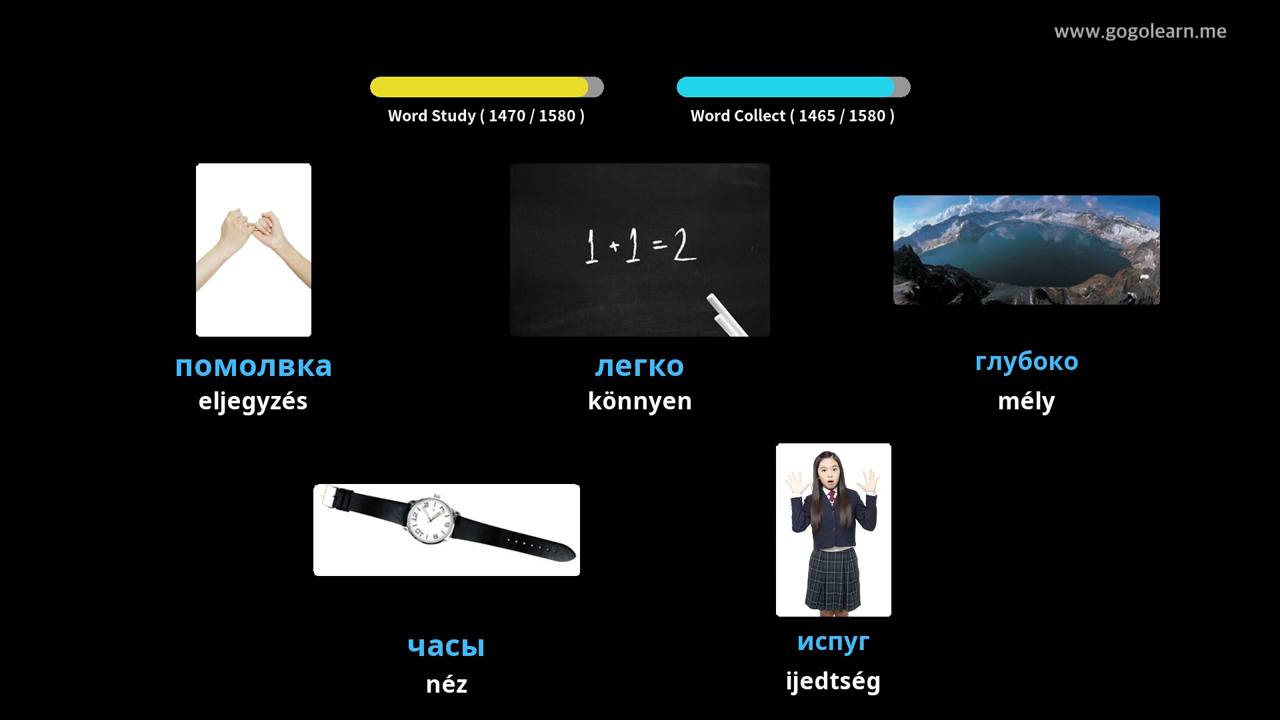 www.gogolearn.me
Word Study ( 1470 / 1580 )
Word Collect ( 1465 / 1580 )
1 + 1 = 2
помолвка
eljegyzés
легко
könnyen
глубоко
mély
часы
néz
испуг
ijedtség